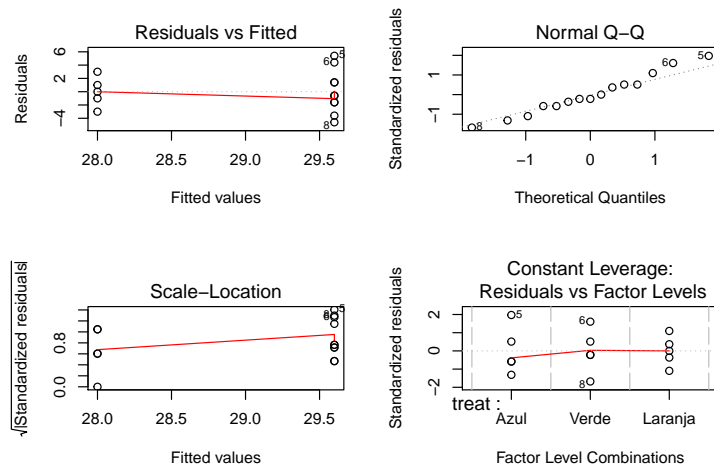 Residuals vs Fitted
Residuals
6
2
−4
5
6
8
28.0 28.5 29.0 29.5
Fitted values
Normal Q−Q
Standardized residuals
1
−1
5
6
8
−1 0 1
Theoretical Quantiles
Scale−Location
√|Standardized residuals|
0.8
0.0
5
6
8
28.0 28.5 29.0 29.5
Fitted values
Constant Leverage:
Residuals vs Factor Levels
Standardized residuals
2
0
−2
5
6
8
treat :
Azul Verde Laranja
Factor Level Combinations